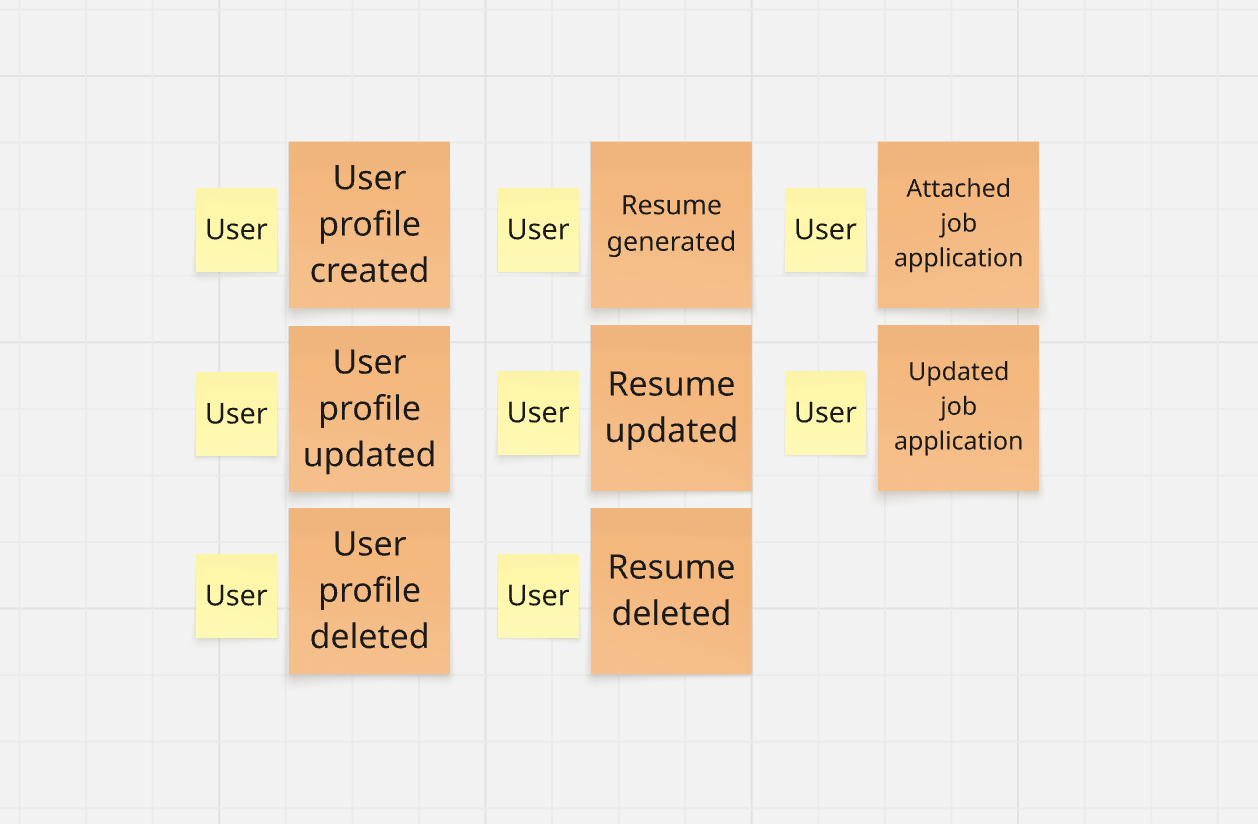 User
User
profile
created
User
Resume
generated
User
Attached
job
application
User
User
profile
updated
User
Resume
updated
User
Updated
job
application
User
User
profile
deleted
User
Resume
deleted